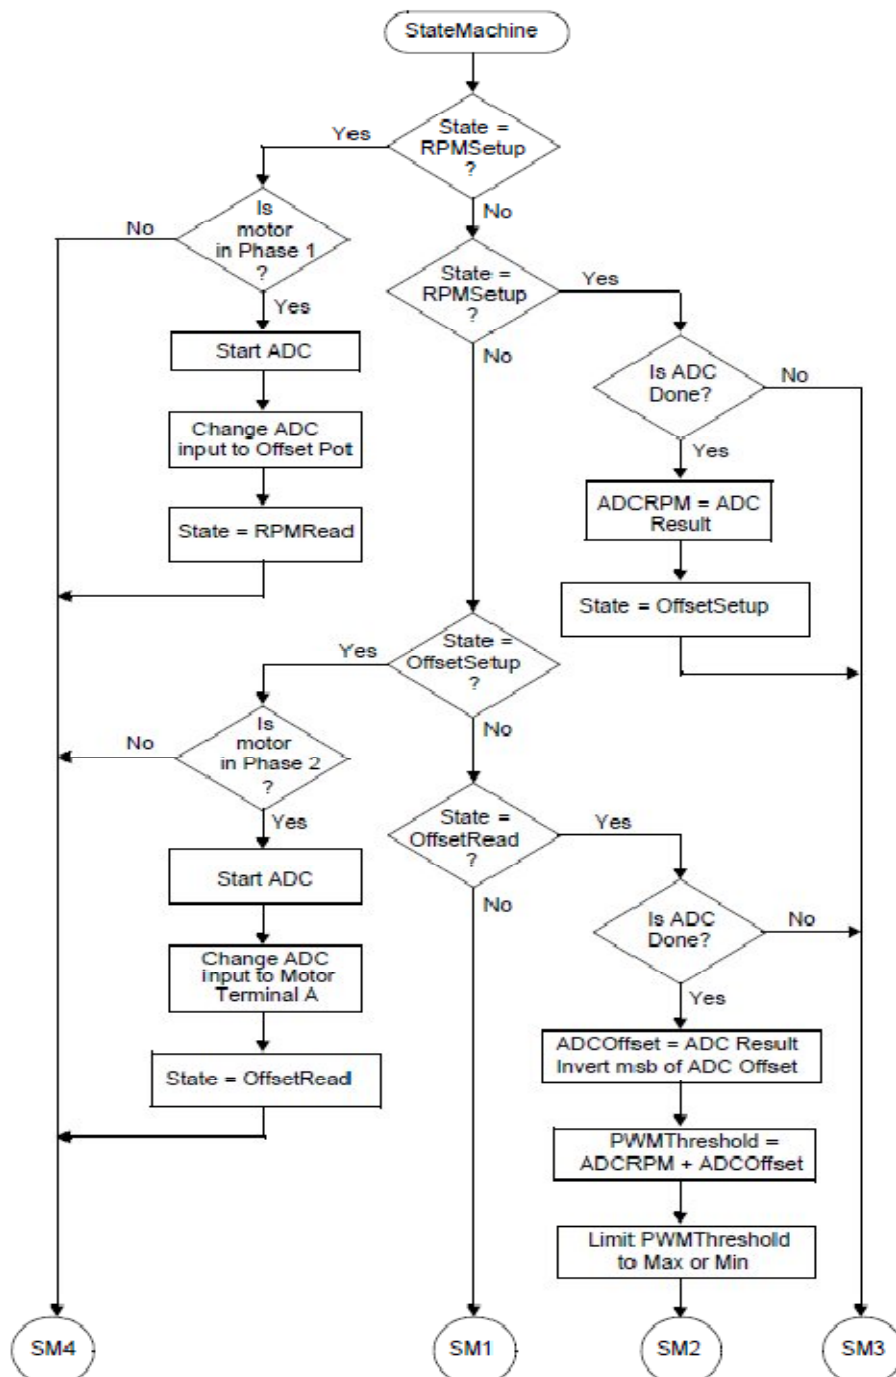 StateMachine
State =
RPMSetup
?
Yes
No
Is
motor
in Phase 1
?
No
Yes
State =
RPMSetup
?
Yes
No
Start ADC
Is ADC
Done?
No
Yes
Change ADC
input to Offset Pot
ADCRPM = ADC
Result
State = RPMRead
State = OffsetSetup
State =
OffsetSetup
?
Yes
No
Is
motor
in Phase 2
?
No
Yes
State =
OffsetRead
?
Yes
No
Start ADC
Is ADC
Done?
No
Yes
Change ADC
input to Motor
Terminal A
ADCOffset = ADC Result
Invert msb of ADC Offset
State = OffsetRead
PWMThreshold =
ADCRPM + ADCOffset
Limit PWMThreshold
to Max or Min
SM4
SM1
SM2
SM3